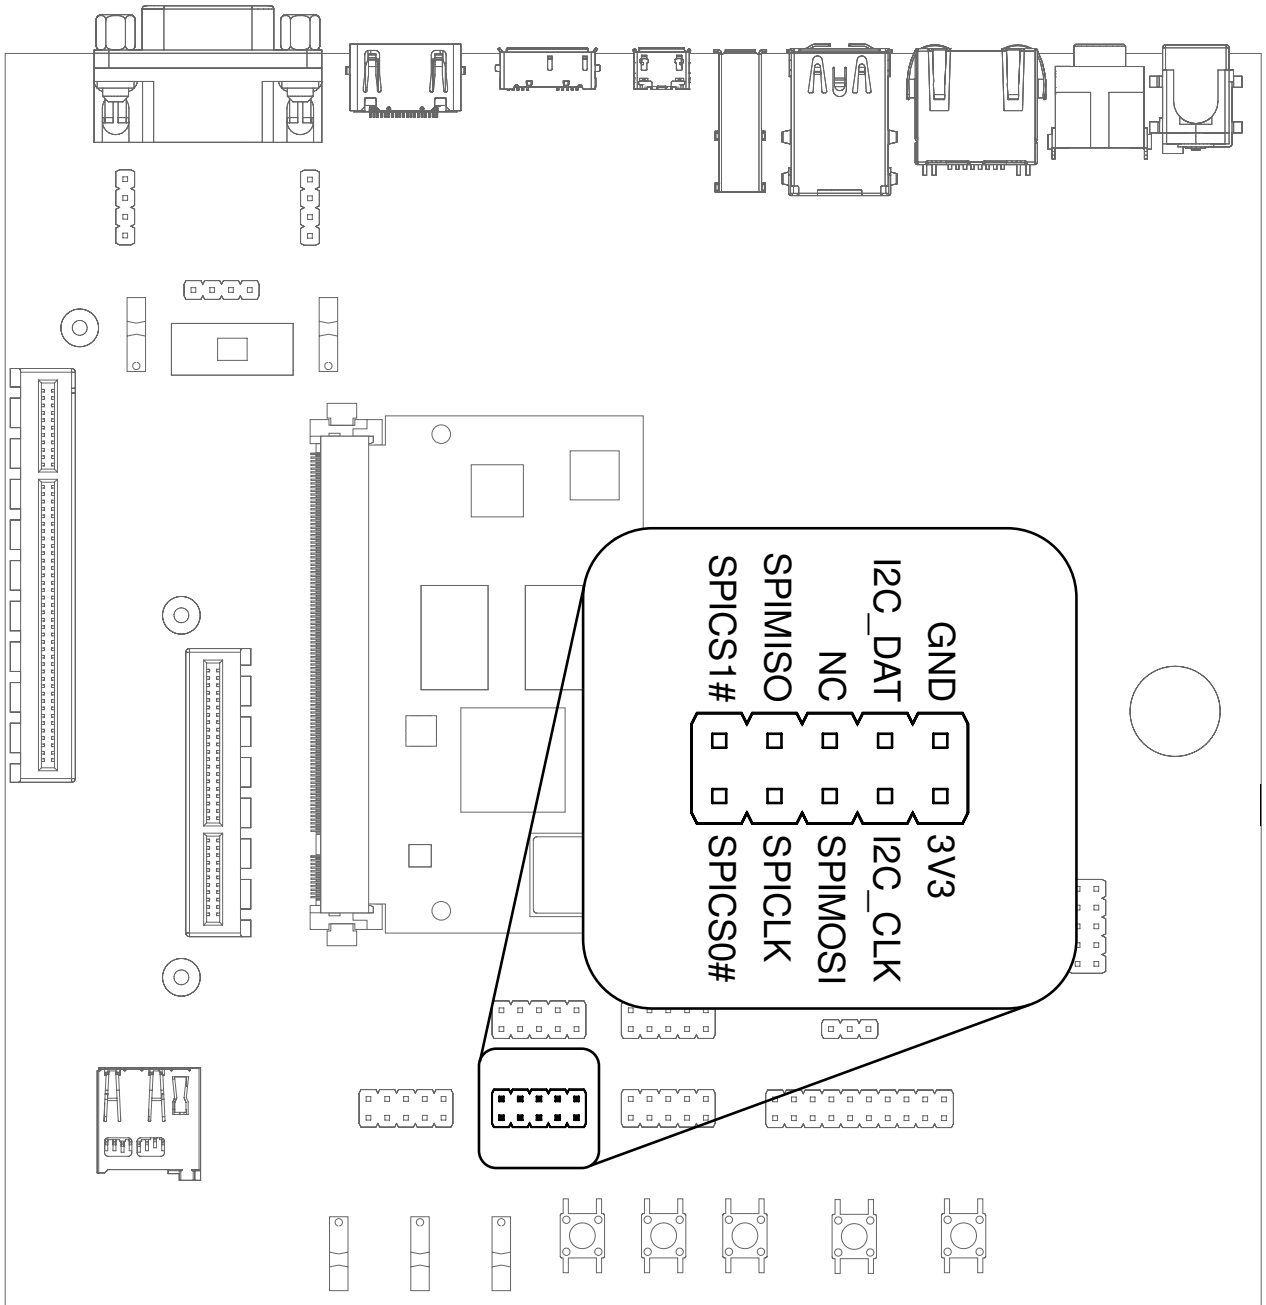 SPICS1#
SPIMISO
NC
I2C_DAT
GND
SPICS0#
SPICLK
SPIMOSI
I2C_CLK
3V3